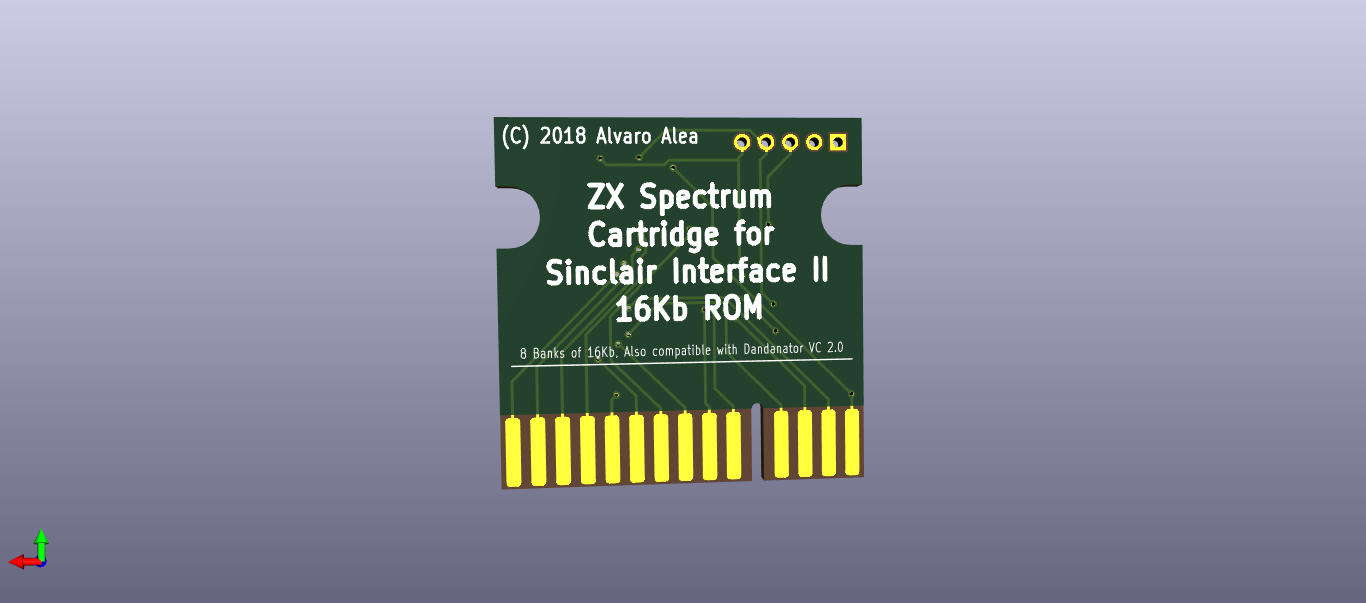 (C) 2018 Alvaro Alea
ZX Spectrum
Cartridge for
Sinclair Interface II
16Kb ROM
8 Banks of 16Kb, Also compatible with Dandanator VC 2.0